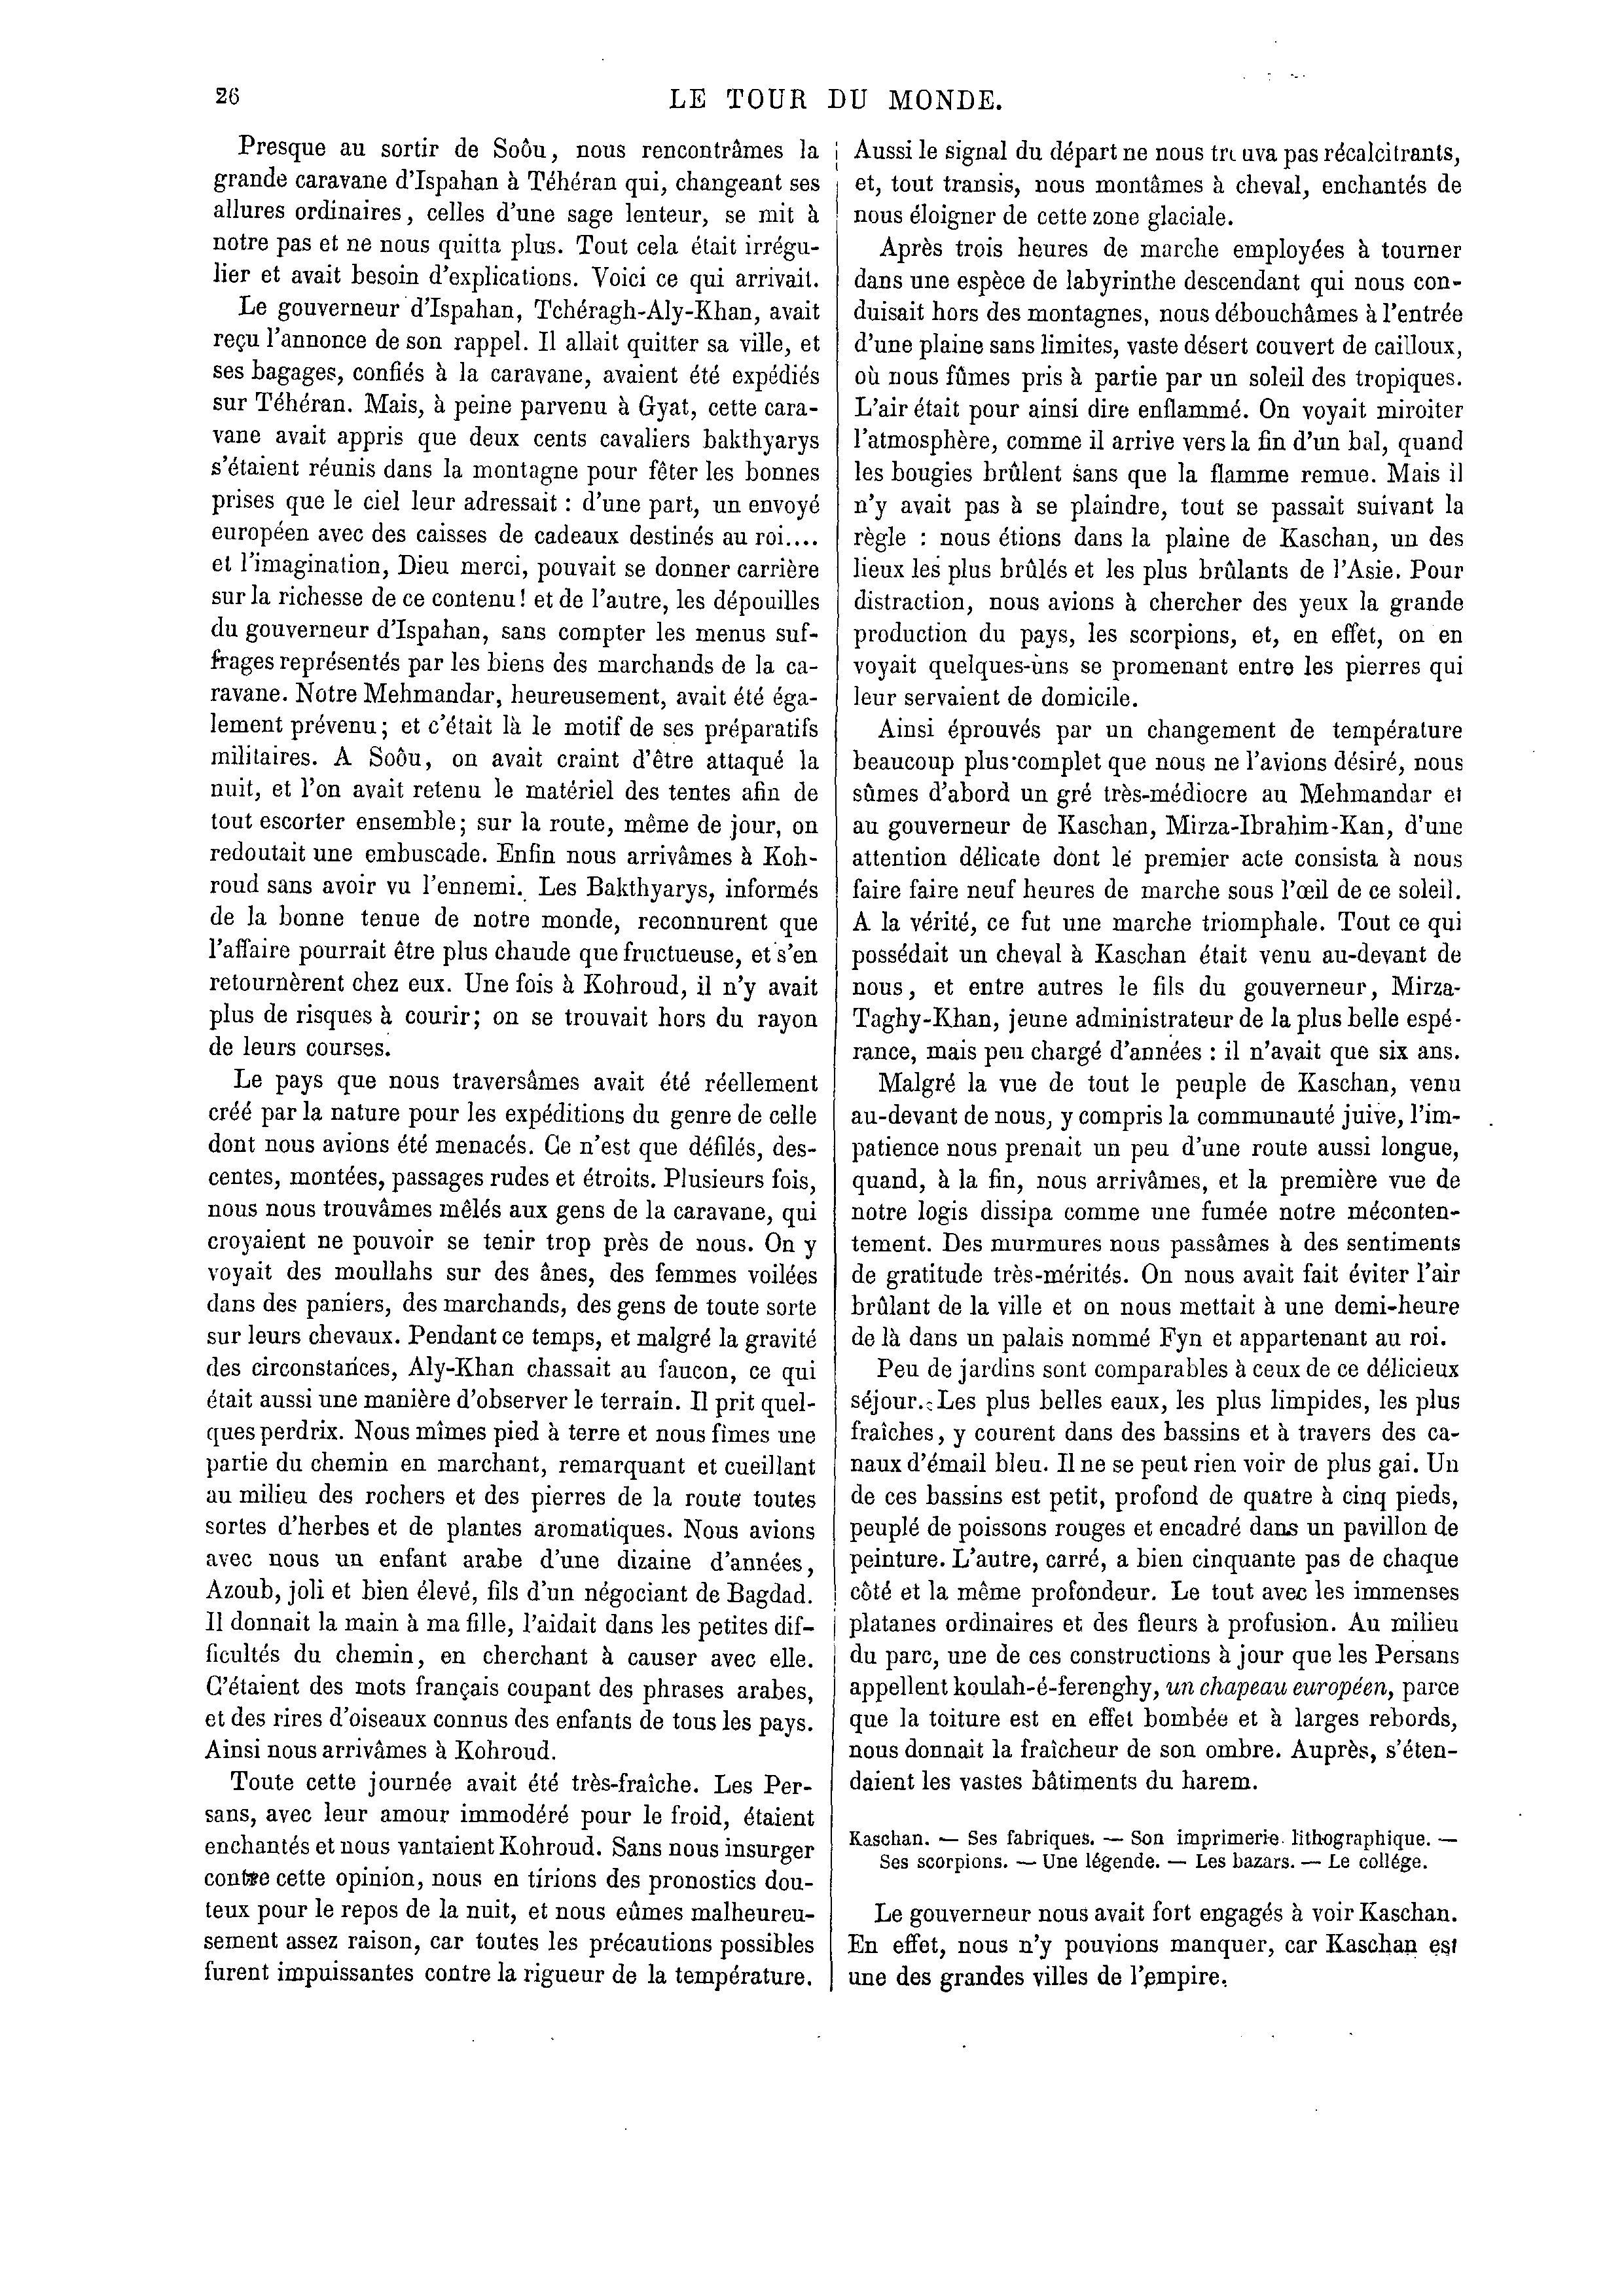 26
LE TOUR DU MONDE.
Presque au sortir de Soôu, nous rencontrâmes la
grande caravane d'Ispahan à Téhéran qui, changeant ses
allures ordinaires, celles d'une sage lenteur, se mit à
notre pas et ne nous quitta plus. Tout cela était irrégu-
lier et avait besoin d'explications. Voici ce qui arrivait.
Le gouverneur d'Ispahan, Tchéragh-Aly-Khan, avait
reçu l'annonce de son rappel. Il allait quitter sa ville, et
ses bagages, confiés à la caravane, avaient été expédiés
sur Téhéran. Mais, à peine parvenu à Gyat, cette cara-
vane avait appris que deux cents cavaliers bakthyarys
s'étaient réunis dans la montagne pour fêter les bonnes
prises que le ciel leur adressait : d'une part, un envoyé
européen avec des caisses de cadeaux destinés au roi....
et l'imagination, Dieu merci, pouvait se donner carrière
sur la richesse de ce contenu! et de l'autre, les dépouilles
du gouverneur d'Ispahan, sans compter les menus suf-
frages représentés par les biens des marchands de la ca-
ravane. Notre Mehmandar, heureusement, avait été éga-
lement prévenu; et c'était là le motif de ses préparatifs
militaires. A Soôu, on avait craint d'être attaqué la
nuit, et l'on avait retenu le matériel des tentes afin de
tout escorter ensemble; sur la route, même de jour, on
redoutait une embuscade. Enfin nous arrivâmes à Koh-
roud sans avoir vu l'ennemi. Les Bakthyarys, informés
de la bonne tenue de notre monde, reconnurent que
l'affaire pourrait être plus chaude que fructueuse, et s'en
retournèrent chez eux. Une fois à Kohroud, il n'y avait
plus de risques à courir; on se trouvait hors du rayon
de leurs courses.
Le pays que nous traversâmes avait été réellement
créé par la nature pour les expéditions du genre de celle
dont nous avions été menacés. Ce n'est que défilés, des-
centes, montées, passages rudes et étroits. Plusieurs fois,
nous nous trouvâmes mêlés aux gens de la caravane, qui
croyaient ne pouvoir se tenir trop près de nous. On y
voyait des moullahs sur des ânes, des femmes voilées
dans des paniers, des marchands, des gens de toute sorte
sur leurs chevaux. Pendant ce temps, et malgré la gravité
des circonstances, Aly-Khan chassait au faucon, ce qui
était aussi une manière d'observer le terrain. Il prit quel-
ques perdrix. Nous mîmes pied à terre et nous fîmes une
partie du chemin en marchant, remarquant et cueillant
au milieu des rochers et des pierres de la route toutes
sortes d'herbes et de plantes aromatiques. Nous avions
avec nous un enfant arabe d'une dizaine d'années,
Azoub, joli et bien élevé, fils d'un négociant de Bagdad.
Il donnait la main à ma fille, l'aidait dans les petites dif-
ficultés du chemin, en cherchant à causer avec elle.
C'étaient des mots français coupant des phrases arabes,
et des rires d'oiseaux connus des enfants de tous les pays.
Ainsi nous arrivâmes à Kohroud.
Toute cette journée avait été très-fraîche. Les Per-
sans, avec leur amour immodéré pour le froid, étaient
enchantés et nous vantaient Kohroud. Sans nous insurger
contre cette opinion, nous en tirions des pronostics dou-
teux pour le repos de la nuit, et nous eûmes malheureu-
sement assez raison, car toutes les précautions possibles
furent impuissantes contre la rigueur de la température.
Aussi le signal du départ ne nous trouva pas récalcitrants,
et, tout transis, nous montâmes à cheval, enchantés de
nous éloigner de cette zone glaciale.
Après trois heures de marche employées à tourner
dans une espèce de labyrinthe descendant qui nous con-
duisait hors des montagnes, nous débouchâmes à l'entrée
d'une plaine sans limites, vaste désert couvert de cailloux,
où nous fûmes pris à partie par un soleil des tropiques.
L'air était pour ainsi dire enflammé. On voyait miroiter
l'atmosphère, comme il arrive vers la fin d'un bal, quand
les bougies brûlent sans que la flamme remue. Mais il
n'y avait pas à se plaindre, tout se passait suivant la
règle : nous étions dans la plaine de Kaschan, un des
lieux les plus brûlés et les plus brûlants de l'Asie. Pour
distraction, nous avions à chercher des yeux la grande
production du pays, les scorpions, et, en effet, on en
voyait quelques-uns se promenant entre les pierres qui
leur servaient de domicile.
Ainsi éprouvés par un changement de température
beaucoup plus complet que nous ne l'avions désiré, nous
sûmes d'abord un gré très-médiocre au Mehmandar et
au gouverneur de Kaschan, Mirza-Ibrahim-Kan, d'une
attention délicate dont le premier acte consista à nous
faire faire neuf heures de marche sous l'œil de ce soleil.
A la vérité, ce fut une marche triomphale. Tout ce qui
possédait un cheval à Kaschan était venu au-devant de
nous, et entre autres le fils du gouverneur, Mirza-
Taghy-Khan, jeune administrateur de la plus belle espé-
rance, mais peu chargé d'années : il n'avait que six ans.
Malgré la vue de tout le peuple de Kaschan, venu
au-devant de nous, y compris la communauté juive, l'im-
patience nous prenait un peu d'une route aussi longue,
quand, à la fin, nous arrivâmes, et la première vue de
notre logis dissipa comme une fumée notre méconten-
tement. Des murmures nous passâmes à des sentiments
de gratitude très-mérités. On nous avait fait éviter l'air
brûlant de la ville et on nous mettait à une demi-heure
de là dans un palais nommé Fyn et appartenant au roi.
Peu de jardins sont comparables à ceux de ce délicieux
séjour. Les plus belles eaux, les plus limpides, les plus
fraîches, y courent dans des bassins et à travers des ca-
naux d'émail bleu. Il ne se peut rien voir de plus gai. Un
de ces bassins est petit, profond de quatre à cinq pieds,
peuplé de poissons rouges et encadré dans un pavillon de
peinture. L'autre, carré, a bien cinquante pas de chaque
côté et la même profondeur. Le tout avec les immenses
platanes ordinaires et des fleurs à profusion. Au milieu
du parc, une de ces constructions à jour que les Persans
appellent koulah-é-ferenghy, un chapeau européen, parce
que la toiture est en effet bombée et à larges rebords,
nous donnait la fraîcheur de son ombre. Auprès, s'éten-
daient les vastes bâtiments du harem.
Kaschan. — Ses fabriques. — Son imprimerie lithographique. —
Ses scorpions. — Une légende. — Les bazars. — Le collége.
Le gouverneur nous avait fort engagés à voir Kaschan.
En effet, nous n'y pouvions manquer, car Kaschan est
une des grandes villes de l'empire.